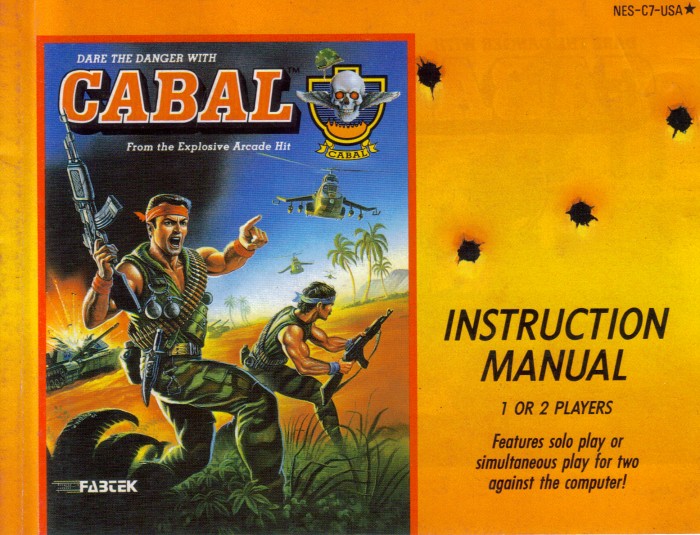 NES-C7-USA★
DARE THE DANGER WITH
CABAL™
CABAL
From the Explosive Arcade Hit
FABTEK
INSTRUCTION
MANUAL
1 OR 2 PLAYERS
Features solo play or
simultaneous play for two
against the computer!